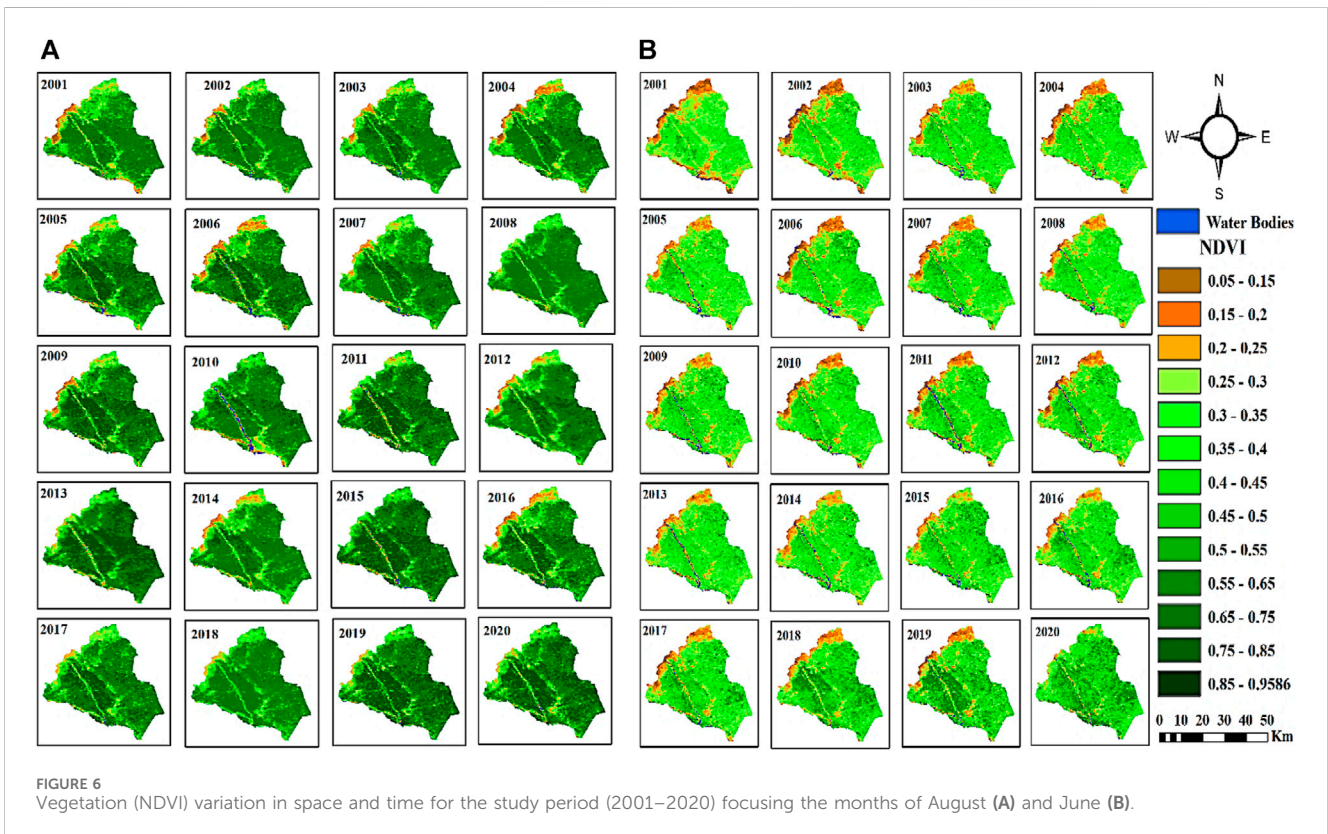 A
B
2001
2002
2003
2004
2001
2002
2003
2004
2005
2006
2007
2008
2005
2006
2007
2008
2009
2010
2011
2012
2009
2010
2011
2012
2013
2014
2015
2016
2013
2014
2015
2016
2017
2018
2019
2020
2017
2018
2019
2020
N
W E
S
Water Bodies
NDVI
0.05 - 0.15
0.15 - 0.2
0.2 - 0.25
0.25 - 0.3
0.3 - 0.35
0.35 - 0.4
0.4 - 0.45
0.45 - 0.5
0.5 - 0.55
0.55 - 0.65
0.65 - 0.75
0.75 - 0.85
0.85 - 0.9586
0 10 20 30 40 50
Km
FIGURE 6
Vegetation (NDVI) variation in space and time for the study period (2001–2020) focusing the months of August (A) and June (B).